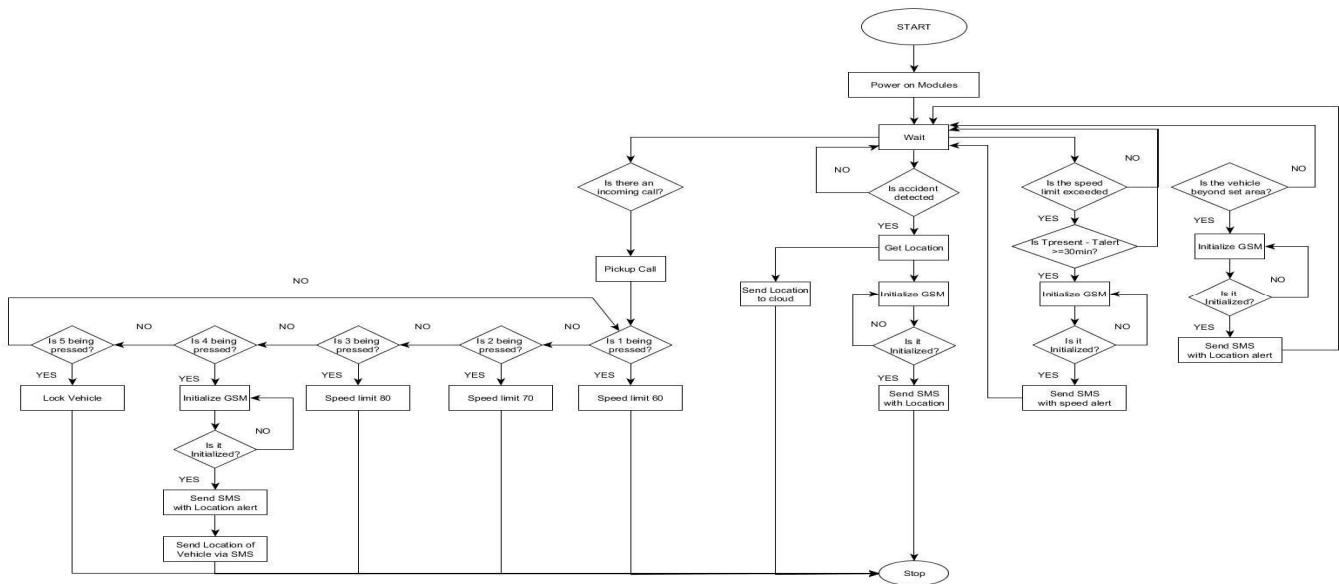 START
Power on Modules
Wait
Is there an
incoming call?
NO
Is accident
detected
Is the speed
limit exceeded
NO
Is the vehicle
beyond set area?
NO
YES
YES
YES
Pickup Call
Get Location
Is Tpresent - Talert
>=30min?
Initialize GSM
NO
Send Location
to cloud
Initialize GSM
YES
Initialize GSM
Is it
Initialized?
NO
YES
NO
Is 5 being
pressed?
NO
Is 4 being
pressed?
NO
Is 3 being
pressed?
NO
Is 2 being
pressed?
NO
Is 1 being
pressed?
NO
Is it
Initialized?
Is it
Initialized?
NO
Send SMS
with Location alert
YES
YES
YES
YES
YES
YES
YES
Lock Vehicle
Initialize GSM
Speed limit 80
Speed limit 70
Speed limit 60
Send SMS
with Location
Send SMS
with speed alert
Is it
Initialized?
NO
YES
Send SMS
with Location alert
Send Location of
Vehicle via SMS
Stop